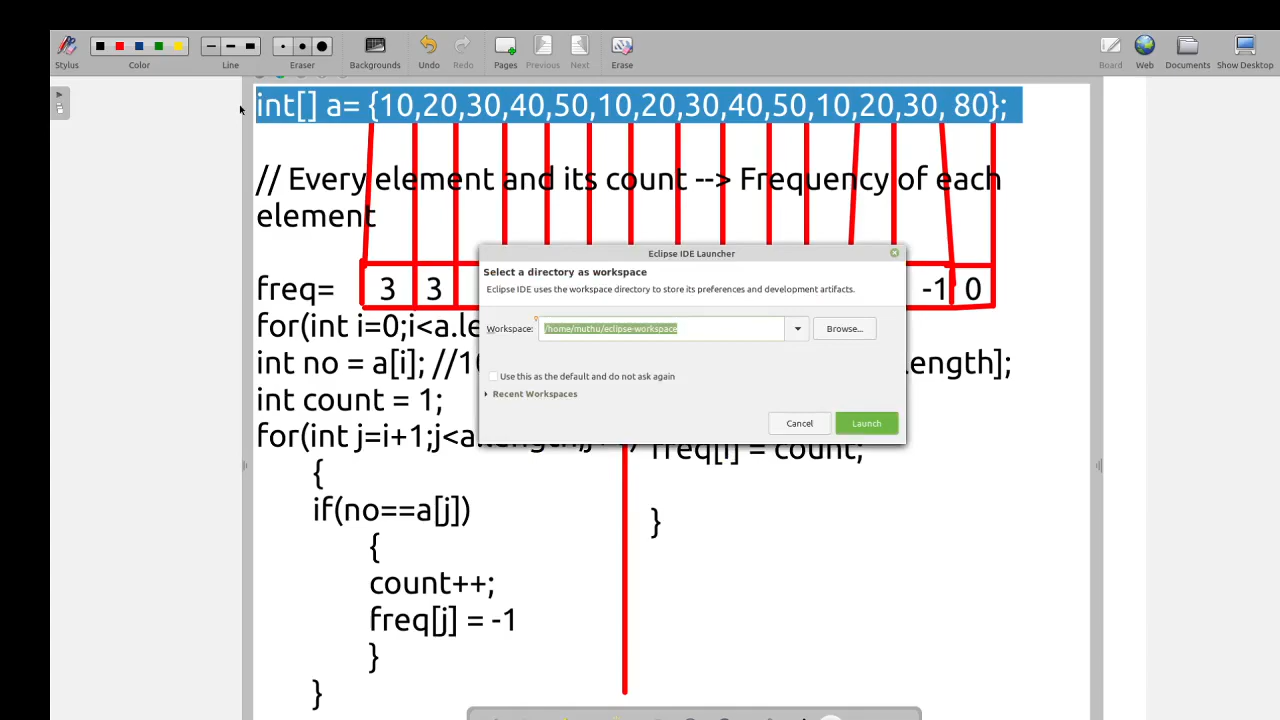 Stylus
Color
Line
Eraser
Backgrounds
Undo
Redo
Pages
Previous
Next
Erase
Board
Web
Documents
Show Desktop
int[] a= {10,20,30,40,50,10,20,30,40,50,10,20,30, 80};
// Every element and its count --> Frequency of each
element
Eclipse IDE Launcher
Select a directory as workspace
Eclipse IDE uses the workspace directory to store its preferences and development artifacts.
Workspace: /home/muthu/eclipse-workspace
Browse...
Use this as the default and do not ask again
Recent Workspaces
Cancel
Launch
freq= 3 3 -1 0
for(int i=0;i<a.
int no = a[i]; //1 length];
int count = 1;
for(int j=i+1;j<a
freq[i] = count;
{
}
if(no==a[j])
{
count++;
freq[j] = -1
}
}